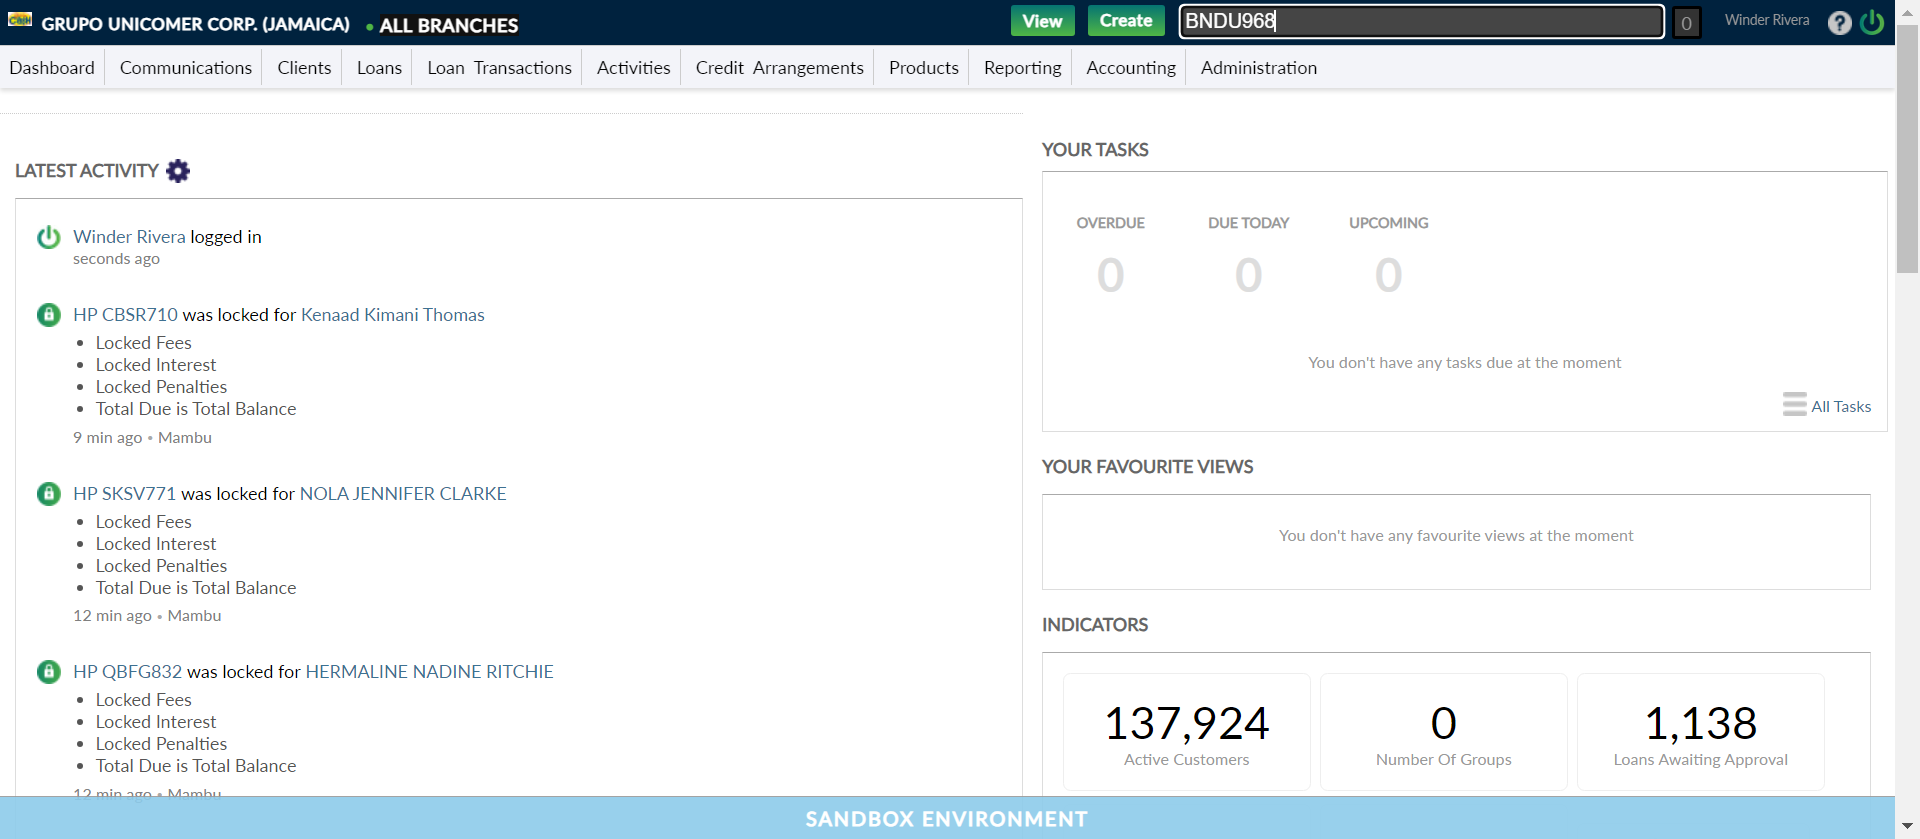 GRUPO UNICOMER CORP. (JAMAICA) • ALL BRANCHES
View Create BNDU968 0 Winder Rivera ?
Dashboard Communications Clients Loans Loan Transactions Activities Credit Arrangements Products Reporting Accounting Administration
LATEST ACTIVITY
Winder Rivera logged in
seconds ago
HP CBSR710 was locked for Kenaad Kimani Thomas
• Locked Fees
• Locked Interest
• Locked Penalties
• Total Due is Total Balance
9 min ago • Mambu
HP SKSV771 was locked for NOLA JENNIFER CLARKE
• Locked Fees
• Locked Interest
• Locked Penalties
• Total Due is Total Balance
12 min ago • Mambu
HP QBFG832 was locked for HERMALINE NADINE RITCHIE
• Locked Fees
• Locked Interest
• Locked Penalties
• Total Due is Total Balance
12 min ago • Mambu
YOUR TASKS
OVERDUE DUE TODAY UPCOMING
0 0 0
You don't have any tasks due at the moment
All Tasks
YOUR FAVOURITE VIEWS
You don't have any favourite views at the moment
INDICATORS
137,924 0 1,138
Active Customers Number Of Groups Loans Awaiting Approval
SANDBOX ENVIRONMENT